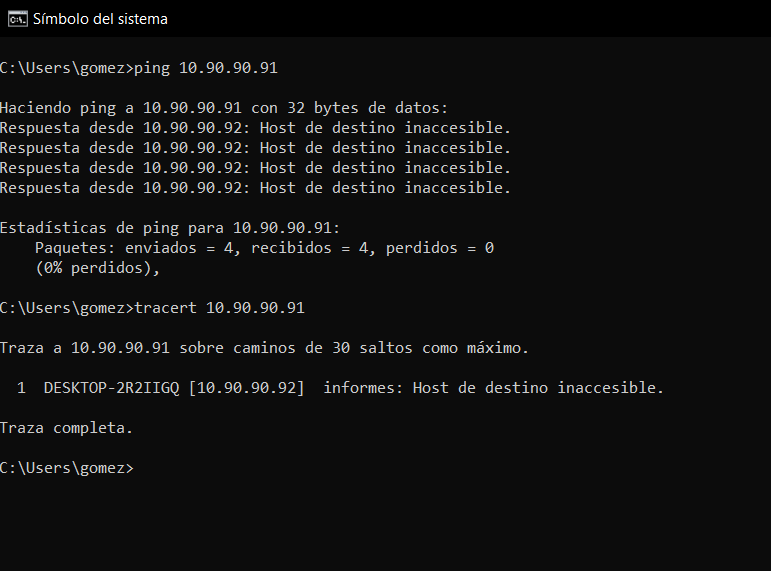 Símbolo del sistema
C:\Users\gomez>ping 10.90.90.91
Haciendo ping a 10.90.90.91 con 32 bytes de datos:
Respuesta desde 10.90.90.92: Host de destino inaccesible.
Respuesta desde 10.90.90.92: Host de destino inaccesible.
Respuesta desde 10.90.90.92: Host de destino inaccesible.
Respuesta desde 10.90.90.92: Host de destino inaccesible.
Estadísticas de ping para 10.90.90.91:
    Paquetes: enviados = 4, recibidos = 4, perdidos = 0
    (0% perdidos),
C:\Users\gomez>tracert 10.90.90.91
Traza a 10.90.90.91 sobre caminos de 30 saltos como máximo.
  1  DESKTOP-2R2IIGQ [10.90.90.92]  informes: Host de destino inaccesible.
Traza completa.
C:\Users\gomez>